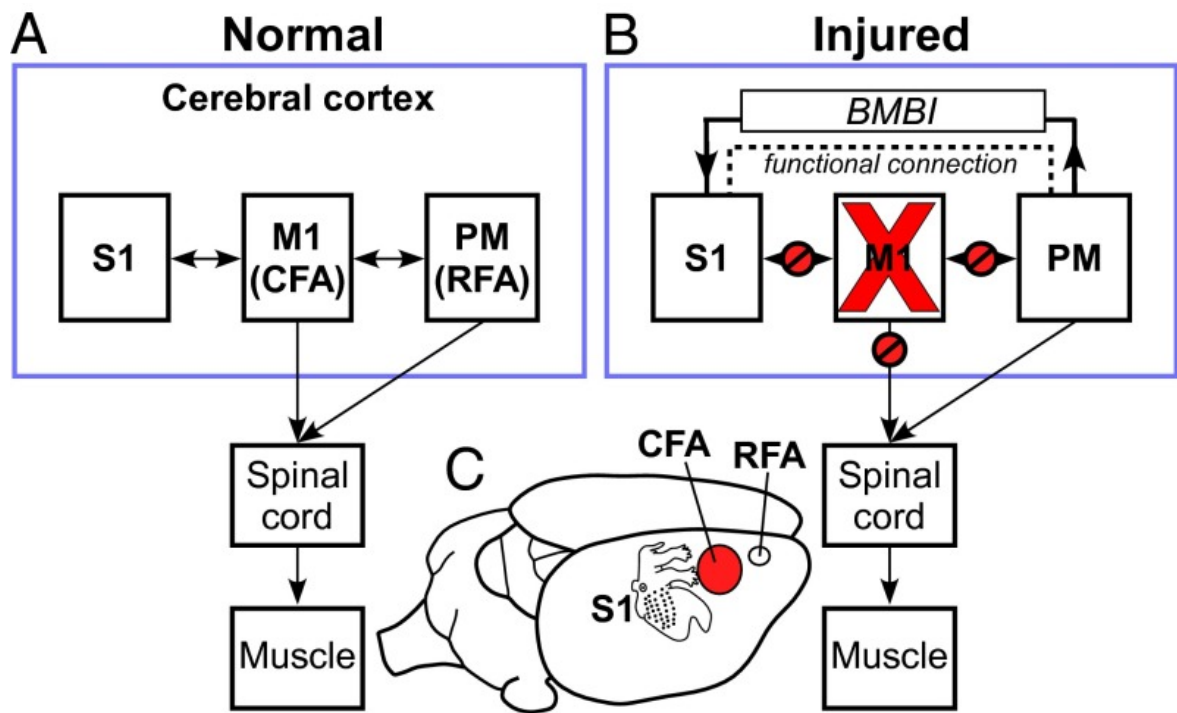 A
Normal
Cerebral cortex
S1
M1
(CFA)
PM
(RFA)
Spinal
cord
Muscle
B
Injured
BMBI
functional connection
S1
M1
PM
Spinal
cord
Muscle
C
CFA
RFA
S1